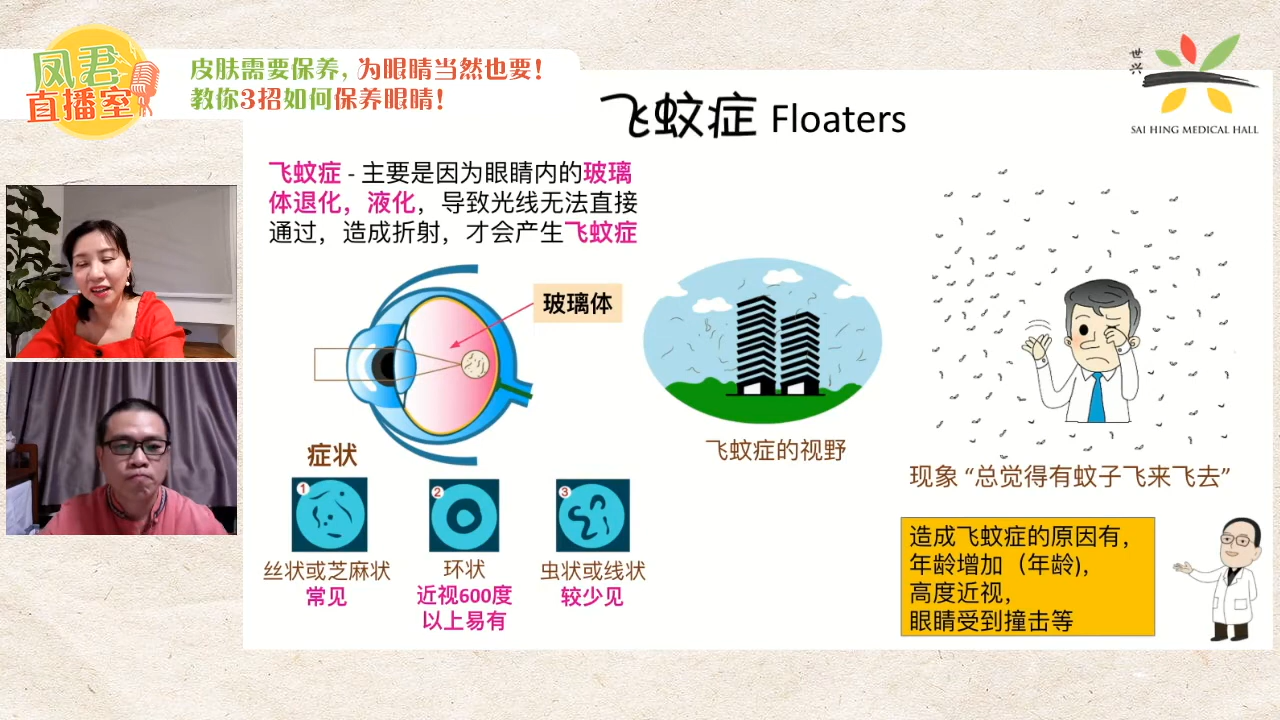 凤君
直播室
皮肤需要保养，为眼睛当然也要！
教你3招如何保养眼睛！
世兴
SAI HING MEDICAL HALL
飞蚊症 Floaters
飞蚊症 - 主要是因为眼睛内的玻璃
体退化，液化，导致光线无法直接
通过，造成折射，才会产生飞蚊症
玻璃体
飞蚊症的视野
现象 “总觉得有蚊子飞来飞去”
症状
1
2
3
丝状或芝麻状
常见
环状
近视600度
以上易有
虫状或线状
较少见
造成飞蚊症的原因有，
年龄增加（年龄)，
高度近视，
眼睛受到撞击等